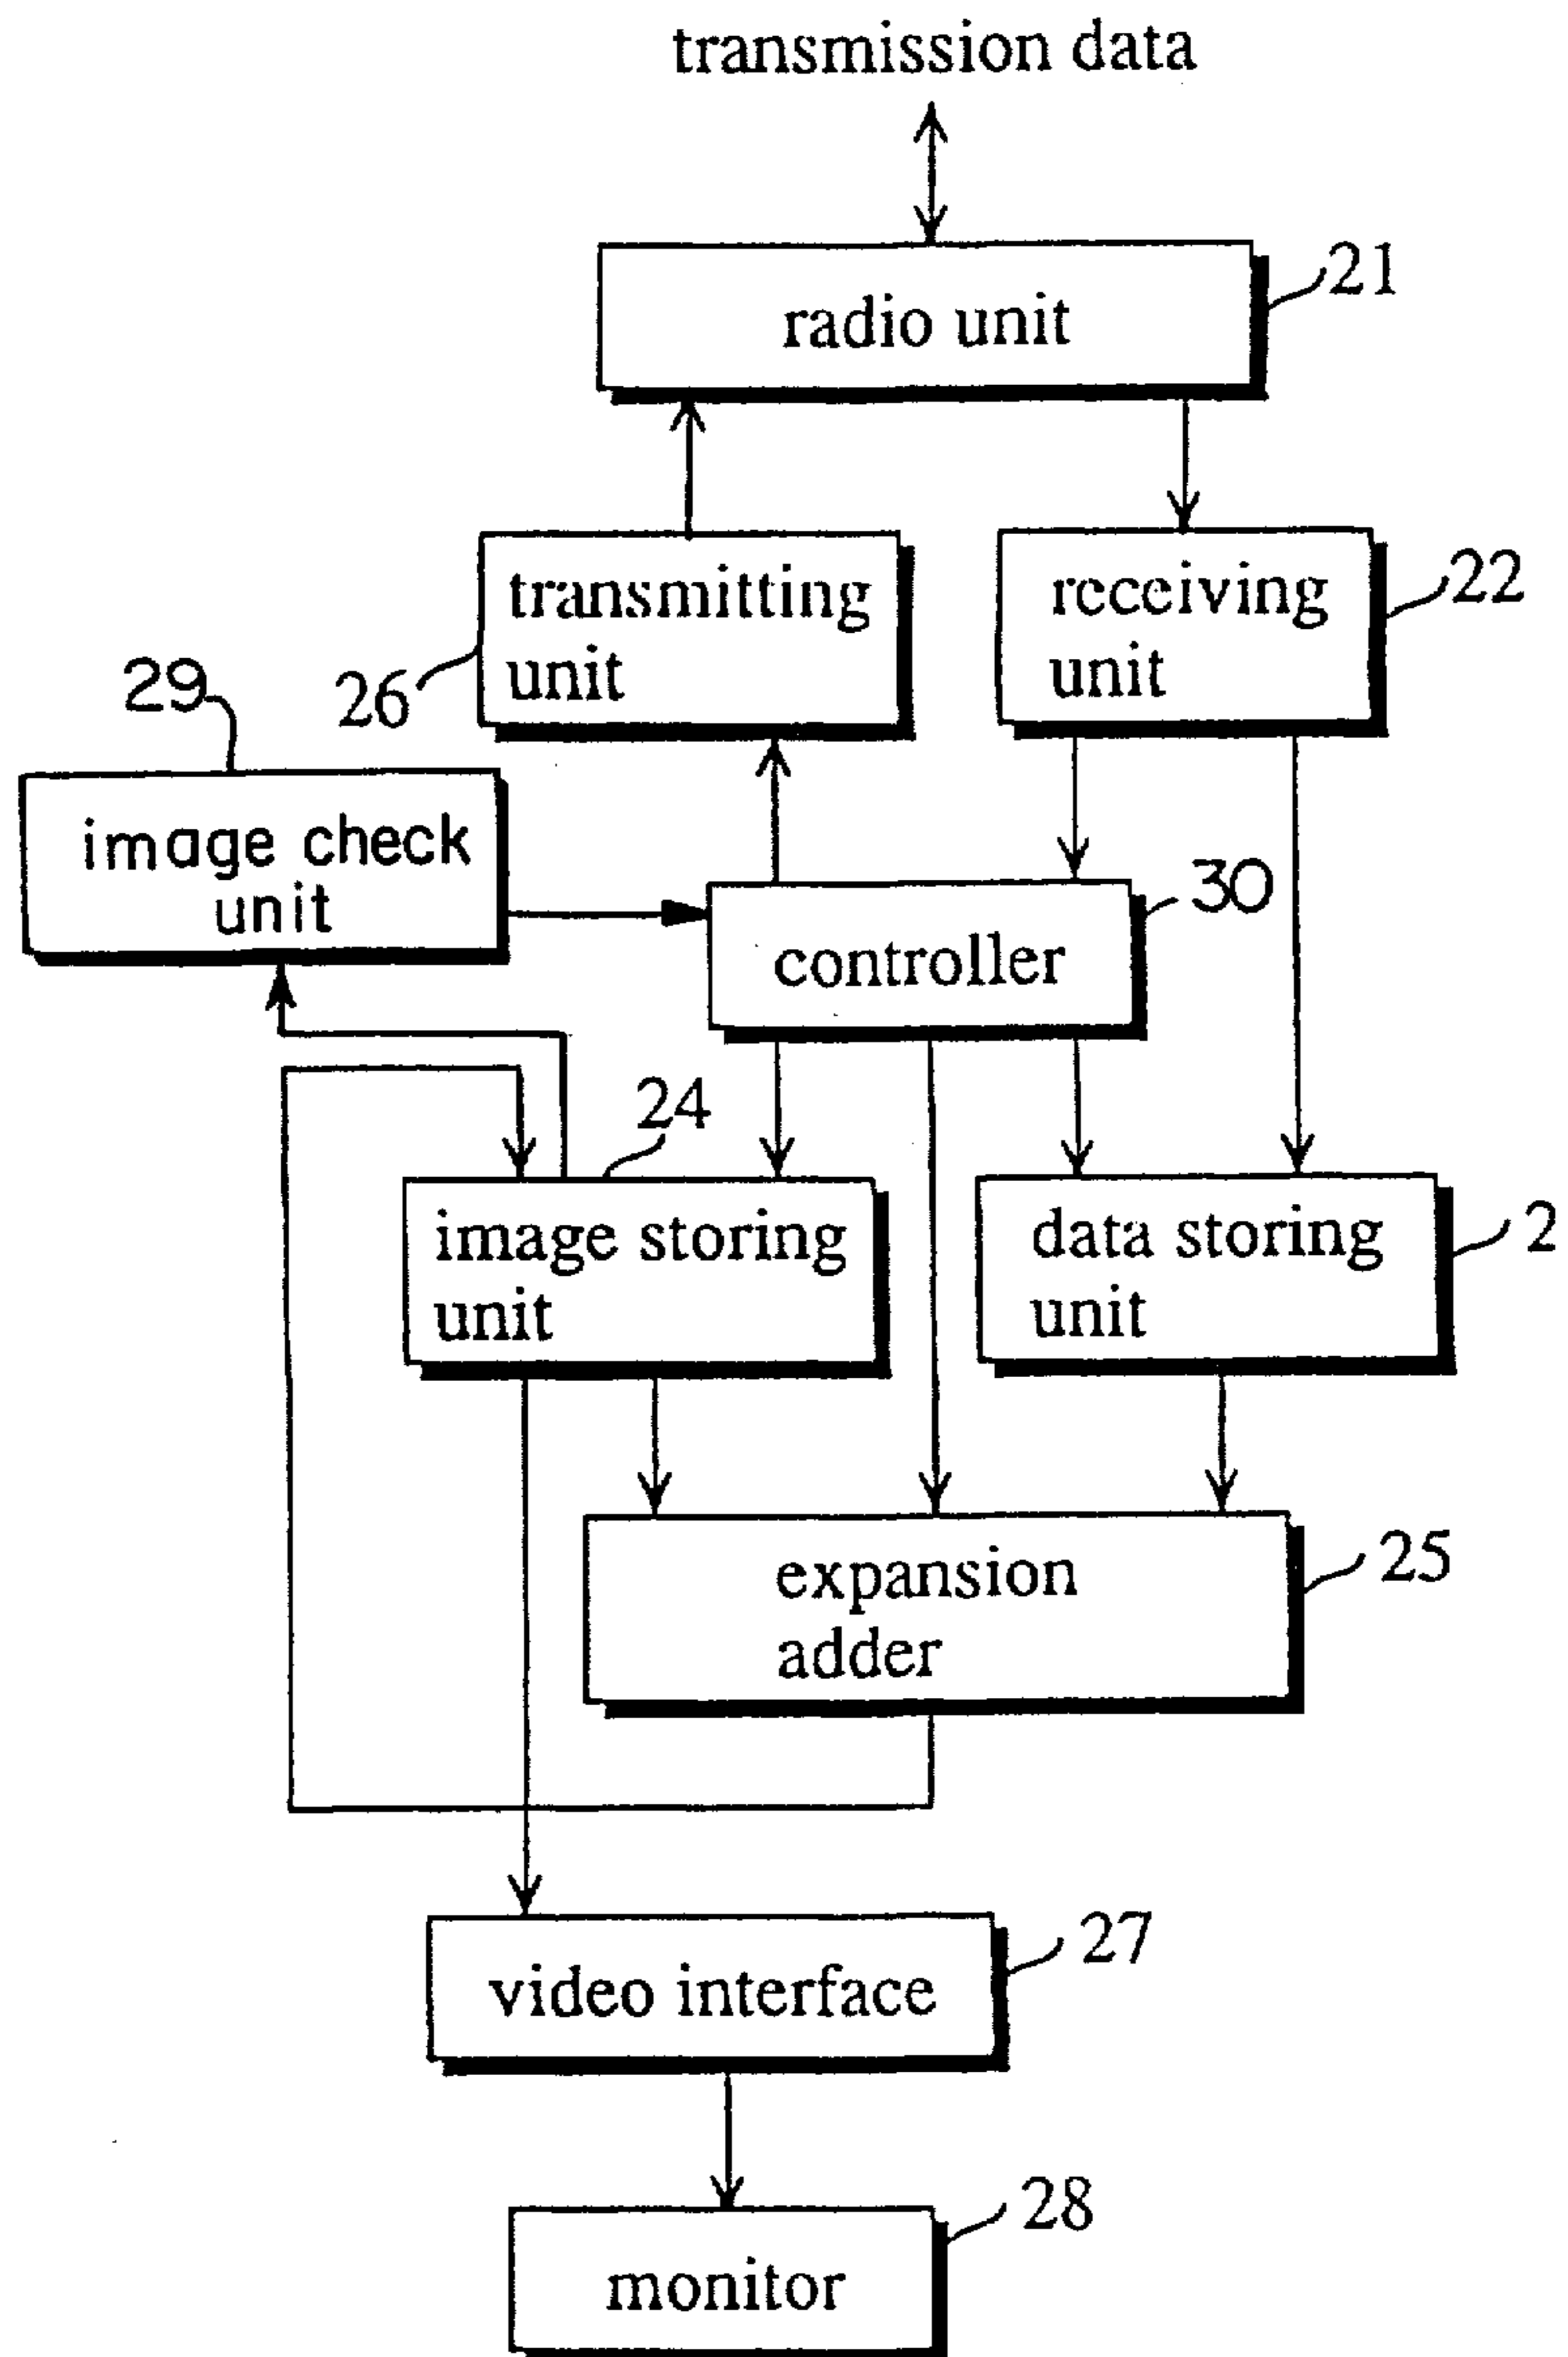 transmission data
radio unit
21
transmitting
unit
26
receiving
unit
22
29
image check
unit
controller
30
24
image storing
unit
data storing
unit
2
expansion
adder
25
video interface
27
monitor
28